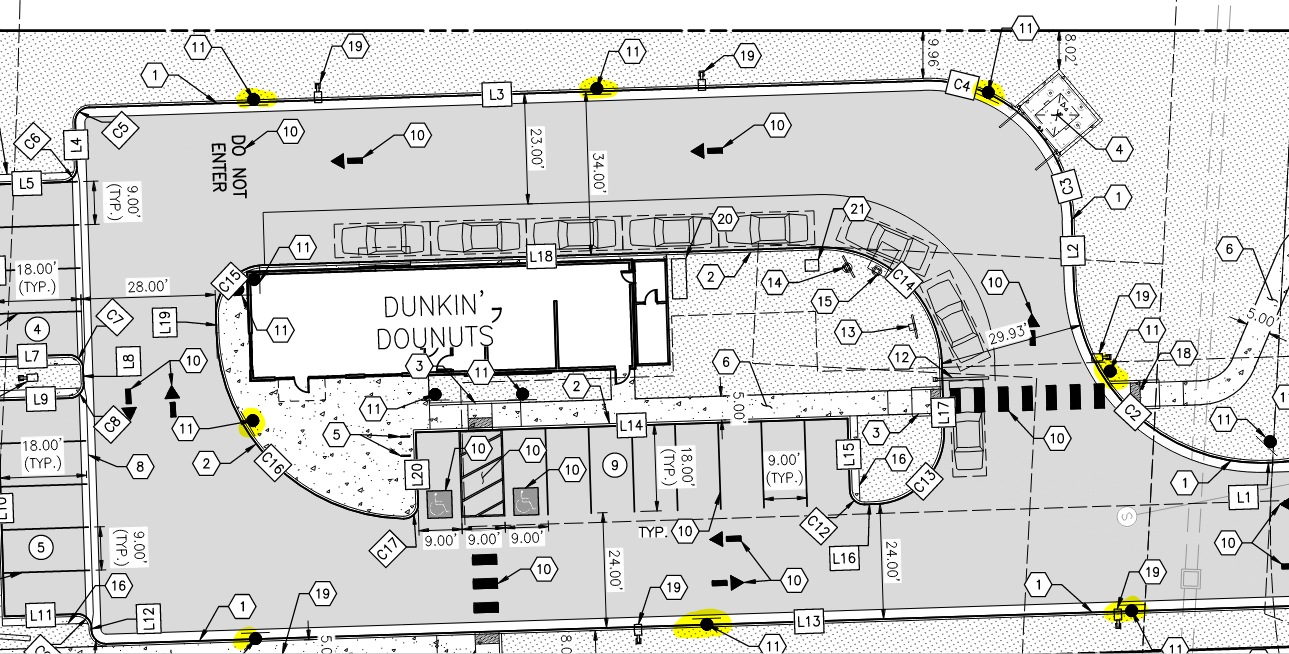 11
19
11
19
11
1
L3
C4
9.96'
8.02'
C6
L4
C5
10
DO NOT
ENTER
10
23.00'
34.00'
10
4
L5
9.00'
(TYP.)
C3
1
20
21
L2
6
18.00'
(TYP.)
28.00'
C15
11
L18
2
14
15
C14
10
19
5.00'
4
L19
DUNKIN'
DOUNUTS
11
13
29.93'
11
C7
L7
L8
10
3
11
6
12
18
L9
2
11
5.00'
C2
11
11
C8
11
5
L14
L17
3
10
18.00'
(TYP.)
8
2
C16
L20
10
10
10
9
18.00'
(TYP.)
9.00'
(TYP.)
L15
16
C13
1
L1
L10
9.00'
(TYP.)
5
C17
9.00'
9.00'
9.00'
TYP.
10
C12
L16
S
10
16
10
24.00'
10
24.00'
1
19
L11
L12
1
19
19
L13
11
11
5.0
8.0